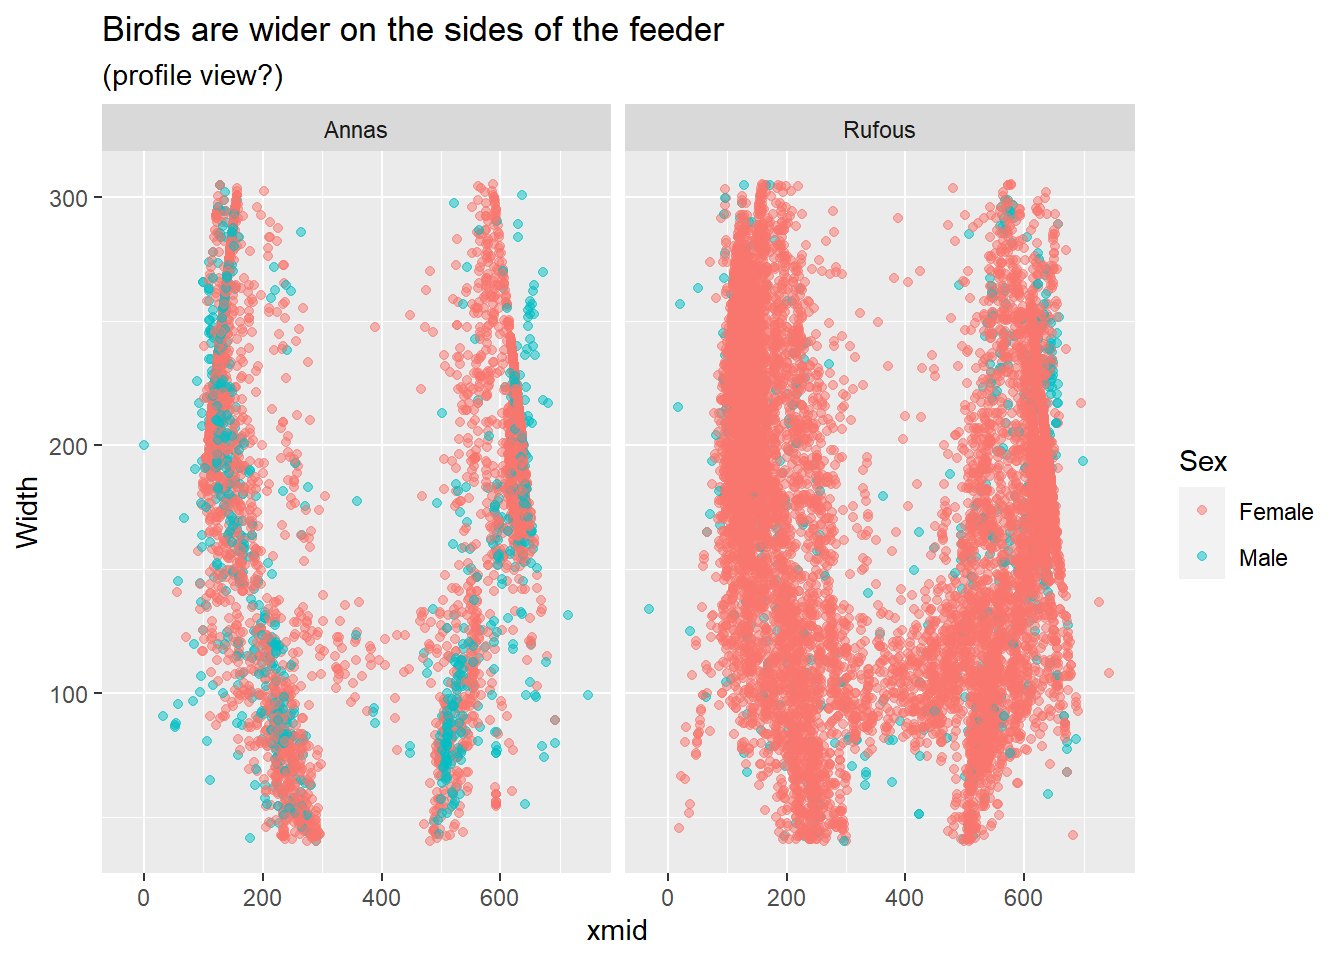 Birds are wider on the sides of the feeder
(profile view?)
Annas
Rufous
300
200
100
Width
0
200
400
600
0
200
400
600
xmid
Sex
Female
Male